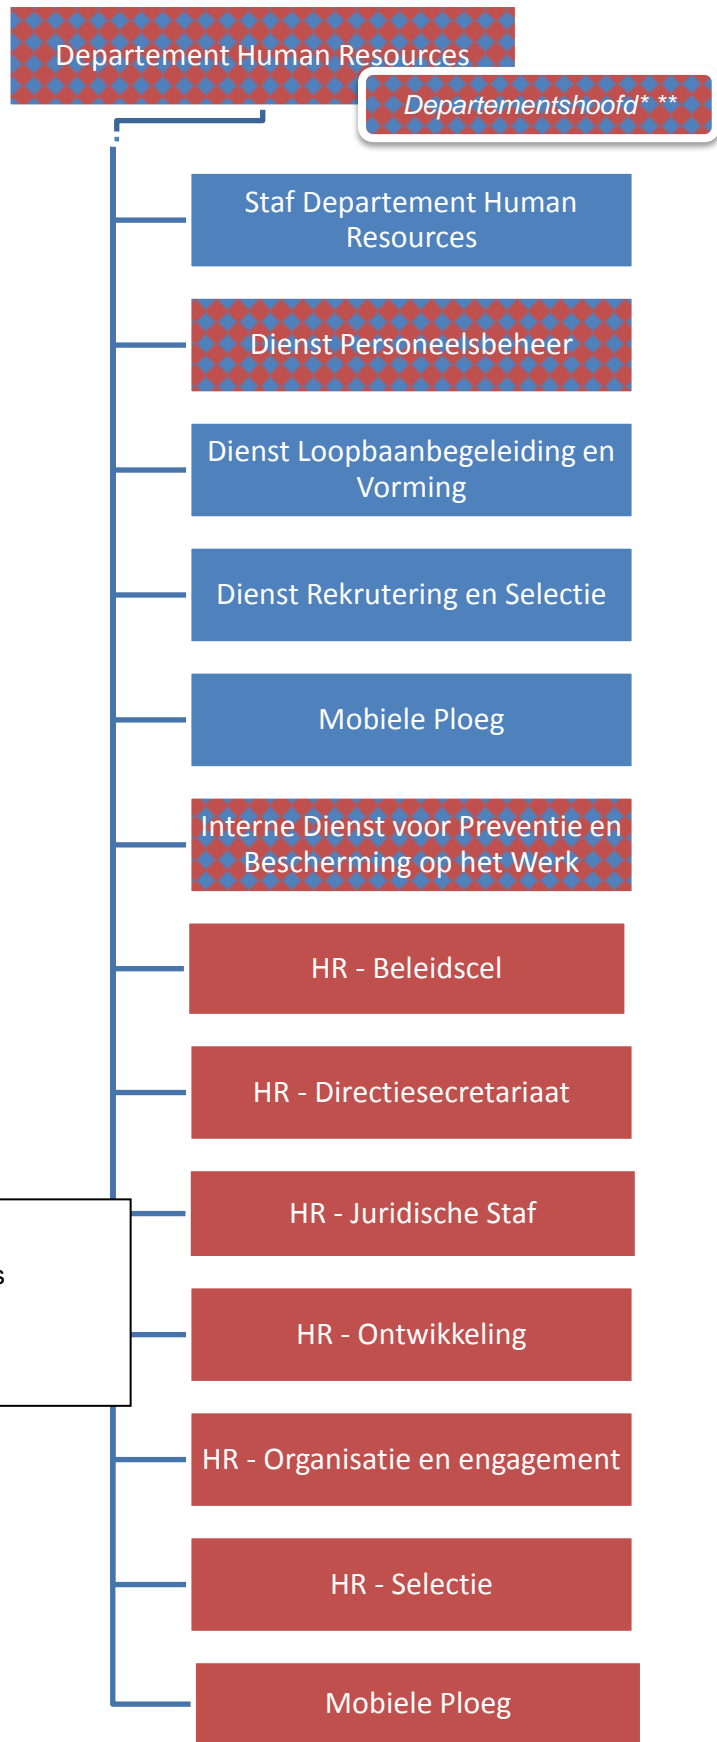 Departement Human Resources
Departementshoofd* **
Staf Departement Human
Resources
Dienst Personeelsbeheer
Dienst Loopbaanbegeleiding en
Vorming
Dienst Rekrutering en Selectie
Mobiele Ploeg
Interne Dienst voor Preventie en
Bescherming op het Werk
HR - Beleidscel
HR - Directiesecretariaat
HR - Juridische Staf
HR - Ontwikkeling
HR - Organisatie en engagement
HR - Selectie
Mobiele Ploeg